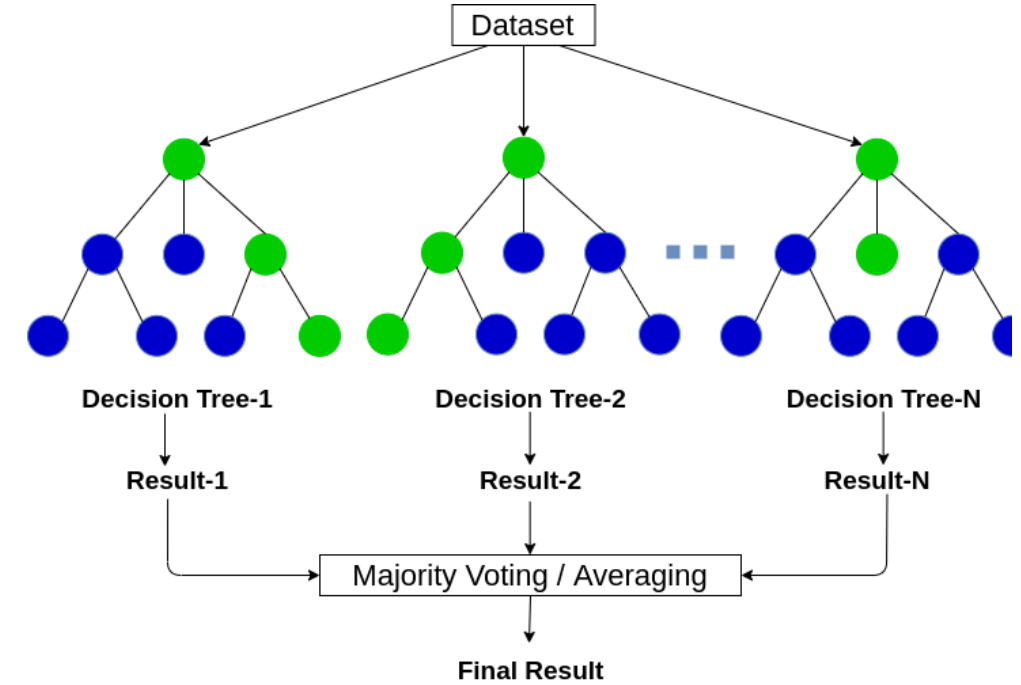 Dataset
Decision Tree-1
Decision Tree-2
Decision Tree-N
Result-1
Result-2
Result-N
Majority Voting / Averaging
Final Result